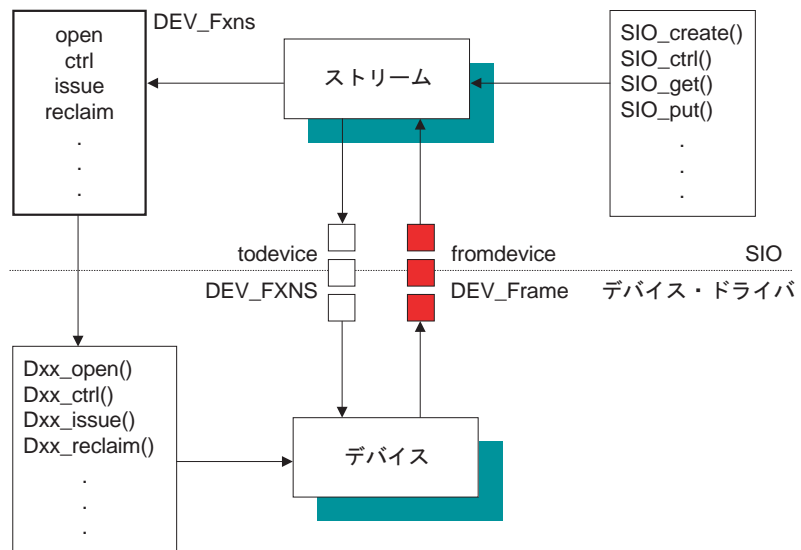 DEV_Fxns
open
ctrl
issue
reclaim
.
.
.
ストリーム
SIO_create()
SIO_ctrl()
SIO_get()
SIO_put()
.
.
.
todevice
fromdevice
SIO
DEV_FXNS
DEV_Frame
デバイス・ドライバ
Dxx_open()
Dxx_ctrl()
Dxx_issue()
Dxx_reclaim()
.
.
.
デバイス